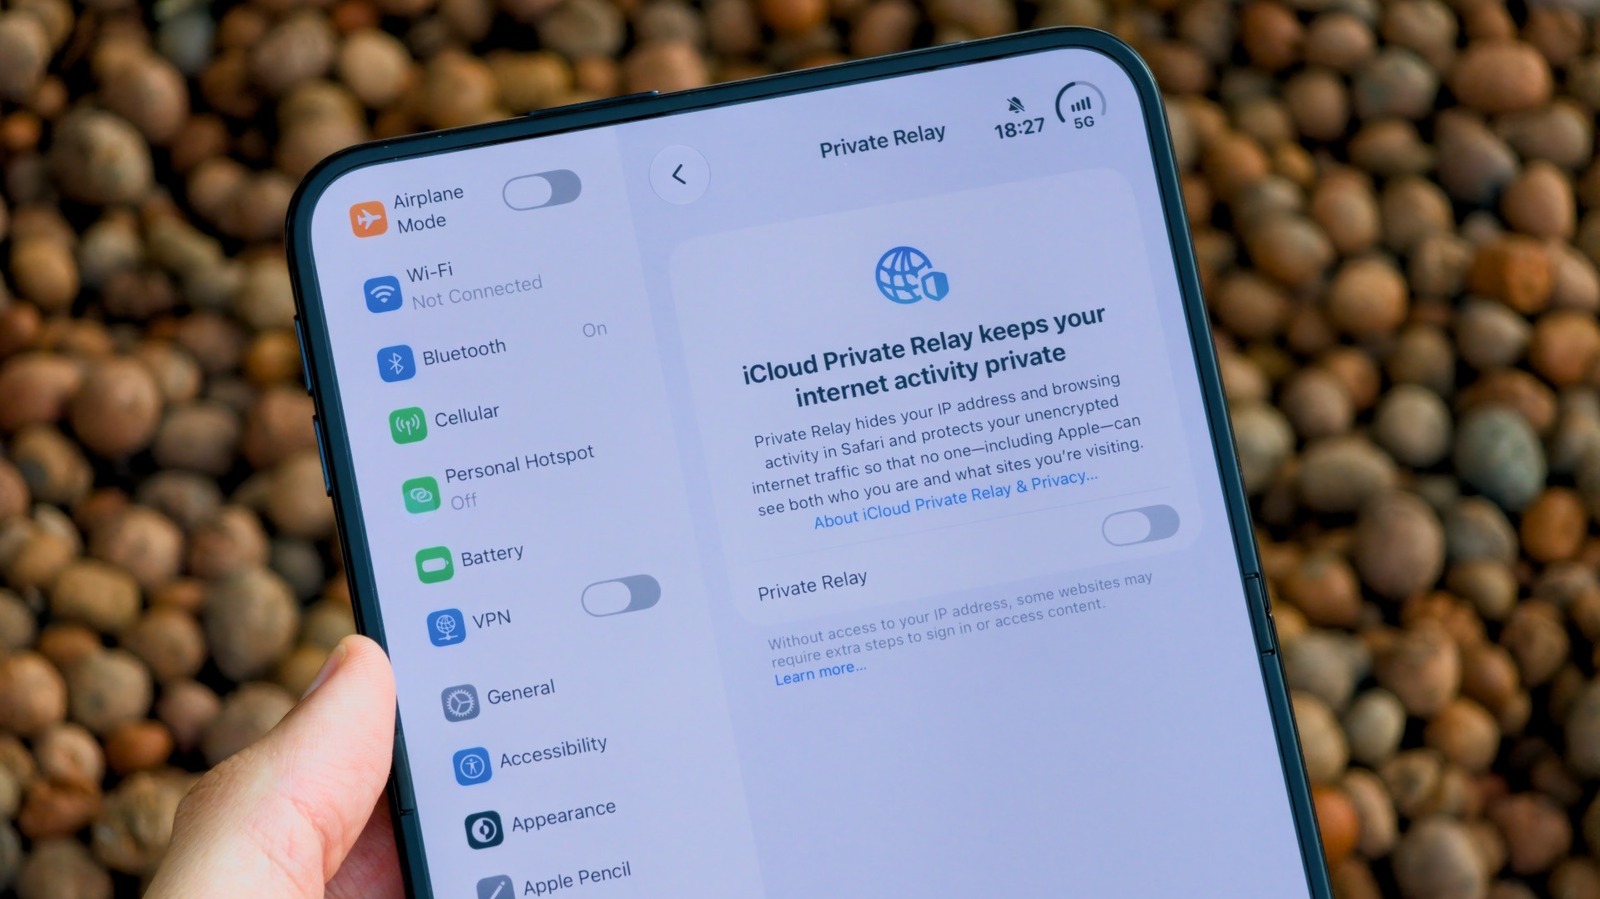 Airplane
Mode
Wi-Fi
Not Connected
Bluetooth
On
Cellular
Personal Hotspot
Off
Battery
VPN
General
Accessibility
Appearance
Apple Pencil
Private Relay
18:27
5G
iCloud Private Relay keeps your
internet activity private
Private Relay hides your IP address and browsing
activity in Safari and protects your unencrypted
internet traffic so that no one—including Apple—can
see both who you are and what sites you're visiting.
About iCloud Private Relay & Privacy...
Private Relay
Without access to your IP address, some websites may
require extra steps to sign in or access content.
Learn more...